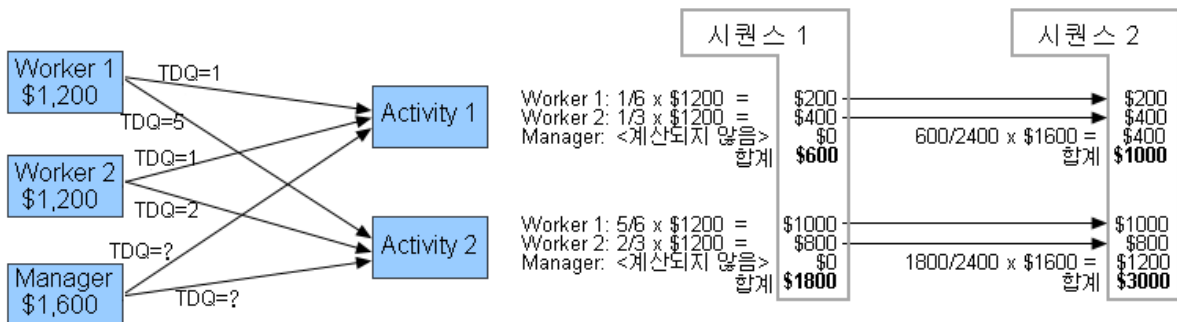 Worker 1
$1,200
Worker 2
$1,200
Manager
$1,600
TDQ=1
TDQ=5
TDQ=1
TDQ=2
TDQ=?
TDQ=?
Activity 1
Activity 2
시퀀스 1
시퀀스 2
Worker 1: 1/6 x $1200 = $200 $200
Worker 2: 1/3 x $1200 = $400 $400
Manager: <계산되지 않음> $0 600/2400 x $1600 = $400
합계 $600 합계 $1000
Worker 1: 5/6 x $1200 = $1000 $1000
Worker 2: 2/3 x $1200 = $800 $800
Manager: <계산되지 않음> $0 1800/2400 x $1600 = $1200
합계 $1800 합계 $3000